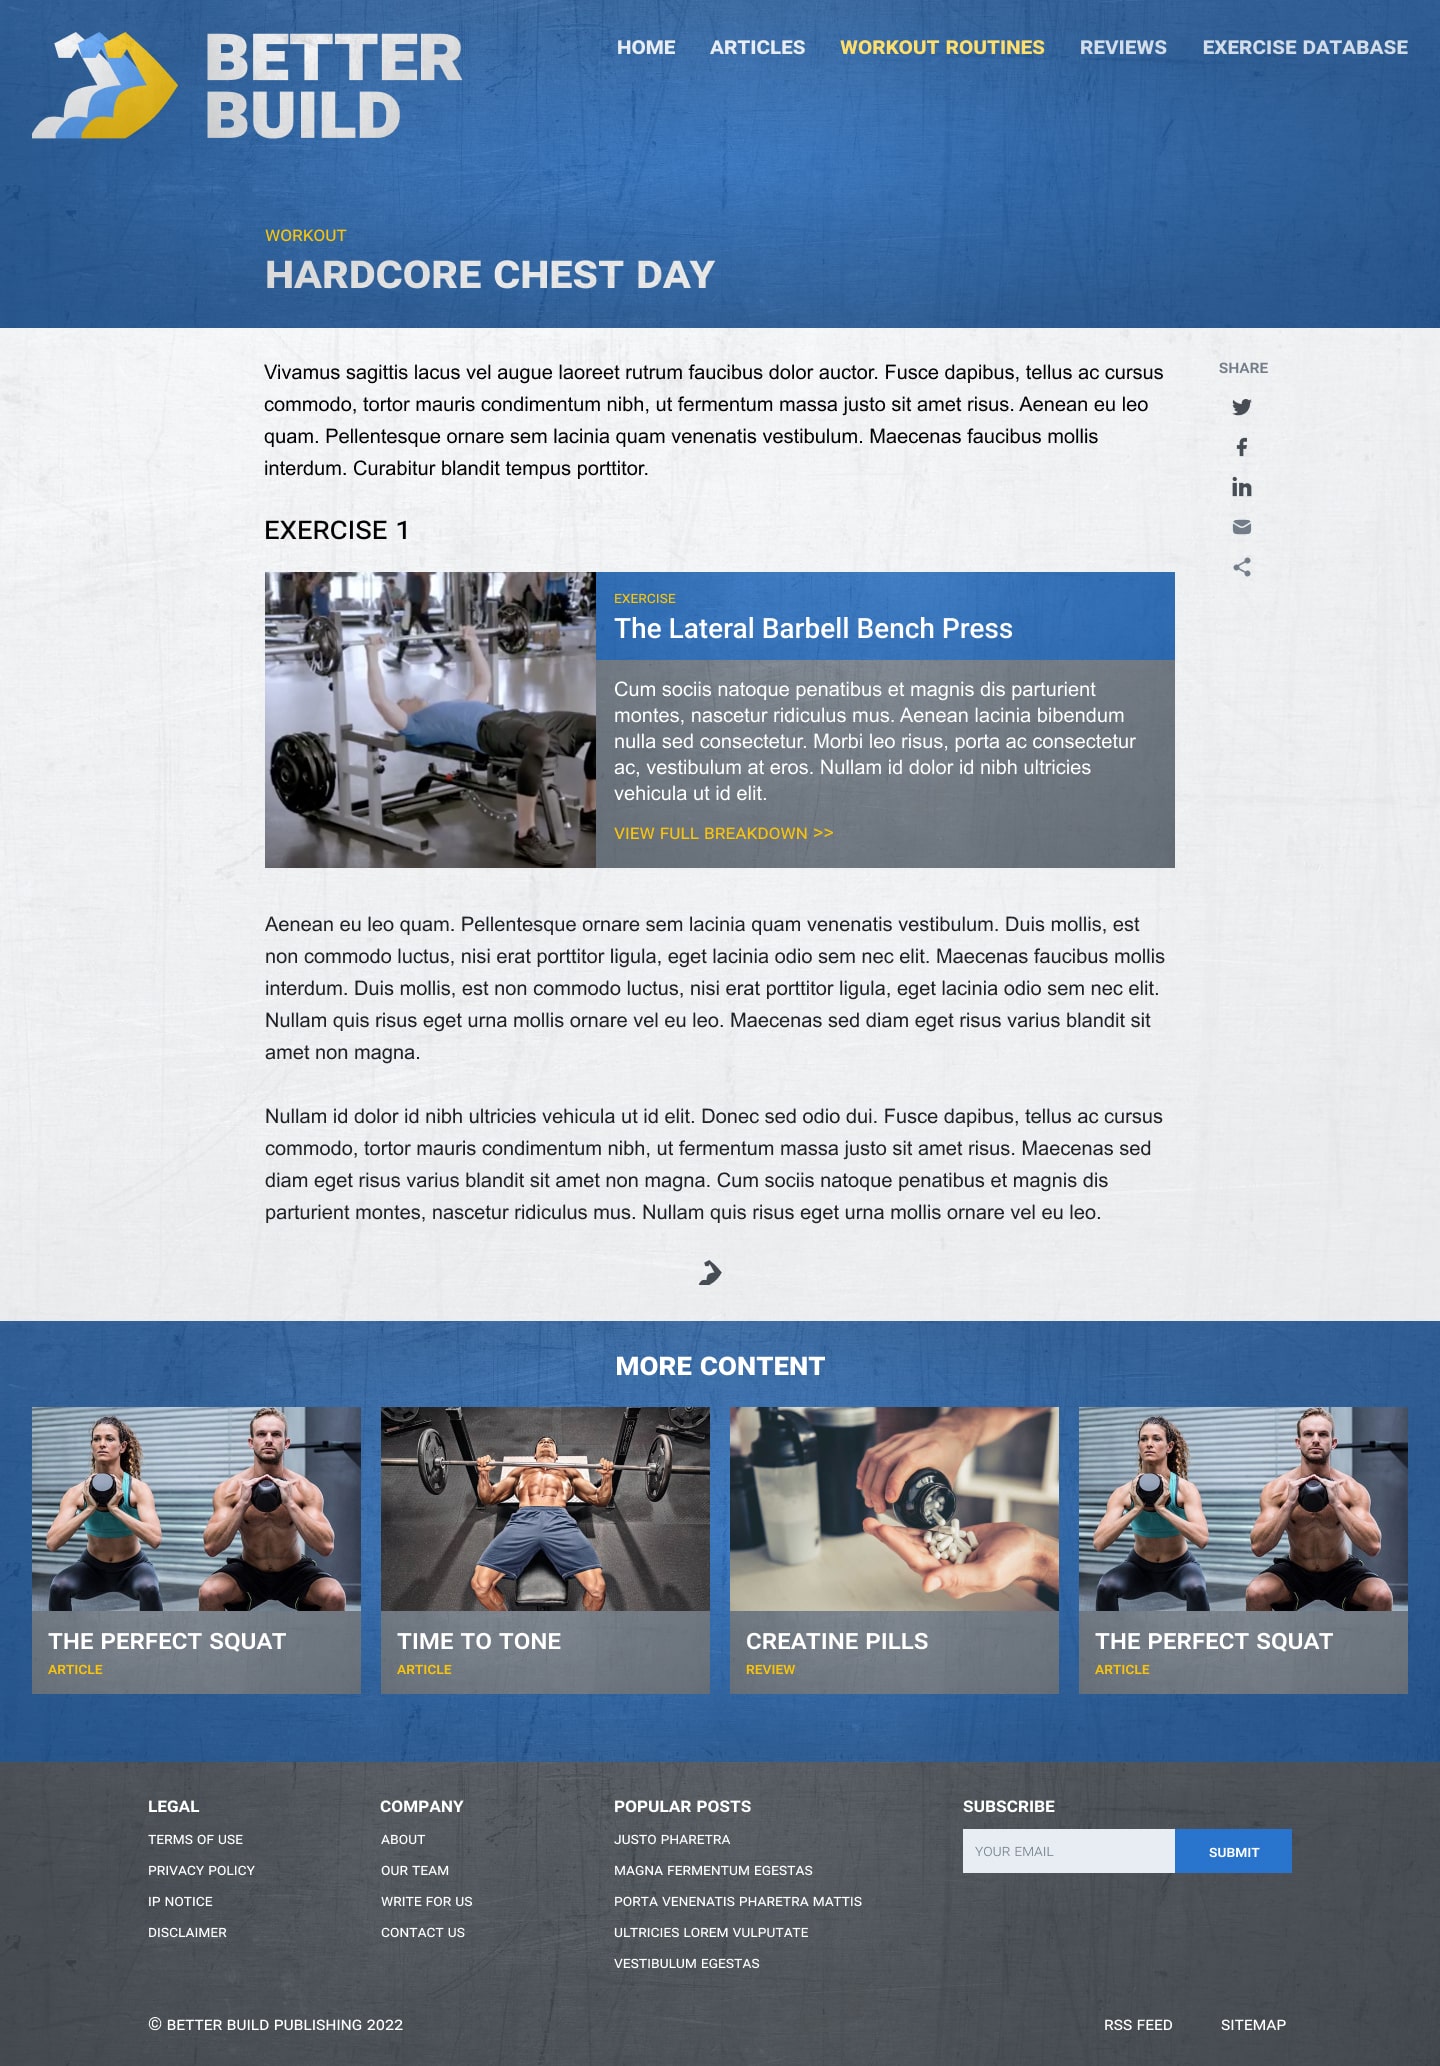 BETTER
BUILD
HOME
ARTICLES
WORKOUT ROUTINES
REVIEWS
EXERCISE DATABASE
WORKOUT
HARDCORE CHEST DAY
Vivamus sagittis lacus vel augue laoreet rutrum faucibus dolor auctor. Fusce dapibus, tellus ac cursus
commodo, tortor mauris condimentum nibh, ut fermentum massa justo sit amet risus. Aenean eu leo
quam. Pellentesque ornare sem lacinia quam venenatis vestibulum. Maecenas faucibus mollis
interdum. Curabitur blandit tempus porttitor.
SHARE
EXERCISE 1
EXERCISE
The Lateral Barbell Bench Press
Cum sociis natoque penatibus et magnis dis parturient
montes, nascetur ridiculus mus. Aenean lacinia bibendum
nulla sed consectetur. Morbi leo risus, porta ac consectetur
ac, vestibulum at eros. Nullam id dolor id nibh ultricies
vehicula ut id elit.
VIEW FULL BREAKDOWN >>
Aenean eu leo quam. Pellentesque ornare sem lacinia quam venenatis vestibulum. Duis mollis, est
non commodo luctus, nisi erat porttitor ligula, eget lacinia odio sem nec elit. Maecenas faucibus mollis
interdum. Duis mollis, est non commodo luctus, nisi erat porttitor ligula, eget lacinia odio sem nec elit.
Nullam quis risus eget urna mollis ornare vel eu leo. Maecenas sed diam eget risus varius blandit sit
amet non magna.
Nullam id dolor id nibh ultricies vehicula ut id elit. Donec sed odio dui. Fusce dapibus, tellus ac cursus
commodo, tortor mauris condimentum nibh, ut fermentum massa justo sit amet risus. Maecenas sed
diam eget risus varius blandit sit amet non magna. Cum sociis natoque penatibus et magnis dis
parturient montes, nascetur ridiculus mus. Nullam quis risus eget urna mollis ornare vel eu leo.
MORE CONTENT
THE PERFECT SQUAT
ARTICLE
TIME TO TONE
ARTICLE
CREATINE PILLS
REVIEW
THE PERFECT SQUAT
ARTICLE
LEGAL
TERMS OF USE
PRIVACY POLICY
IP NOTICE
DISCLAIMER
COMPANY
ABOUT
OUR TEAM
WRITE FOR US
CONTACT US
POPULAR POSTS
JUSTO PHARETRA
MAGNA FERMENTUM EGESTAS
PORTA VENENATIS PHARETRA MATTIS
ULTRICIES LOREM VULPUTATE
VESTIBULUM EGESTAS
SUBSCRIBE
YOUR EMAIL
SUBMIT
© BETTER BUILD PUBLISHING 2022
RSS FEED
SITEMAP